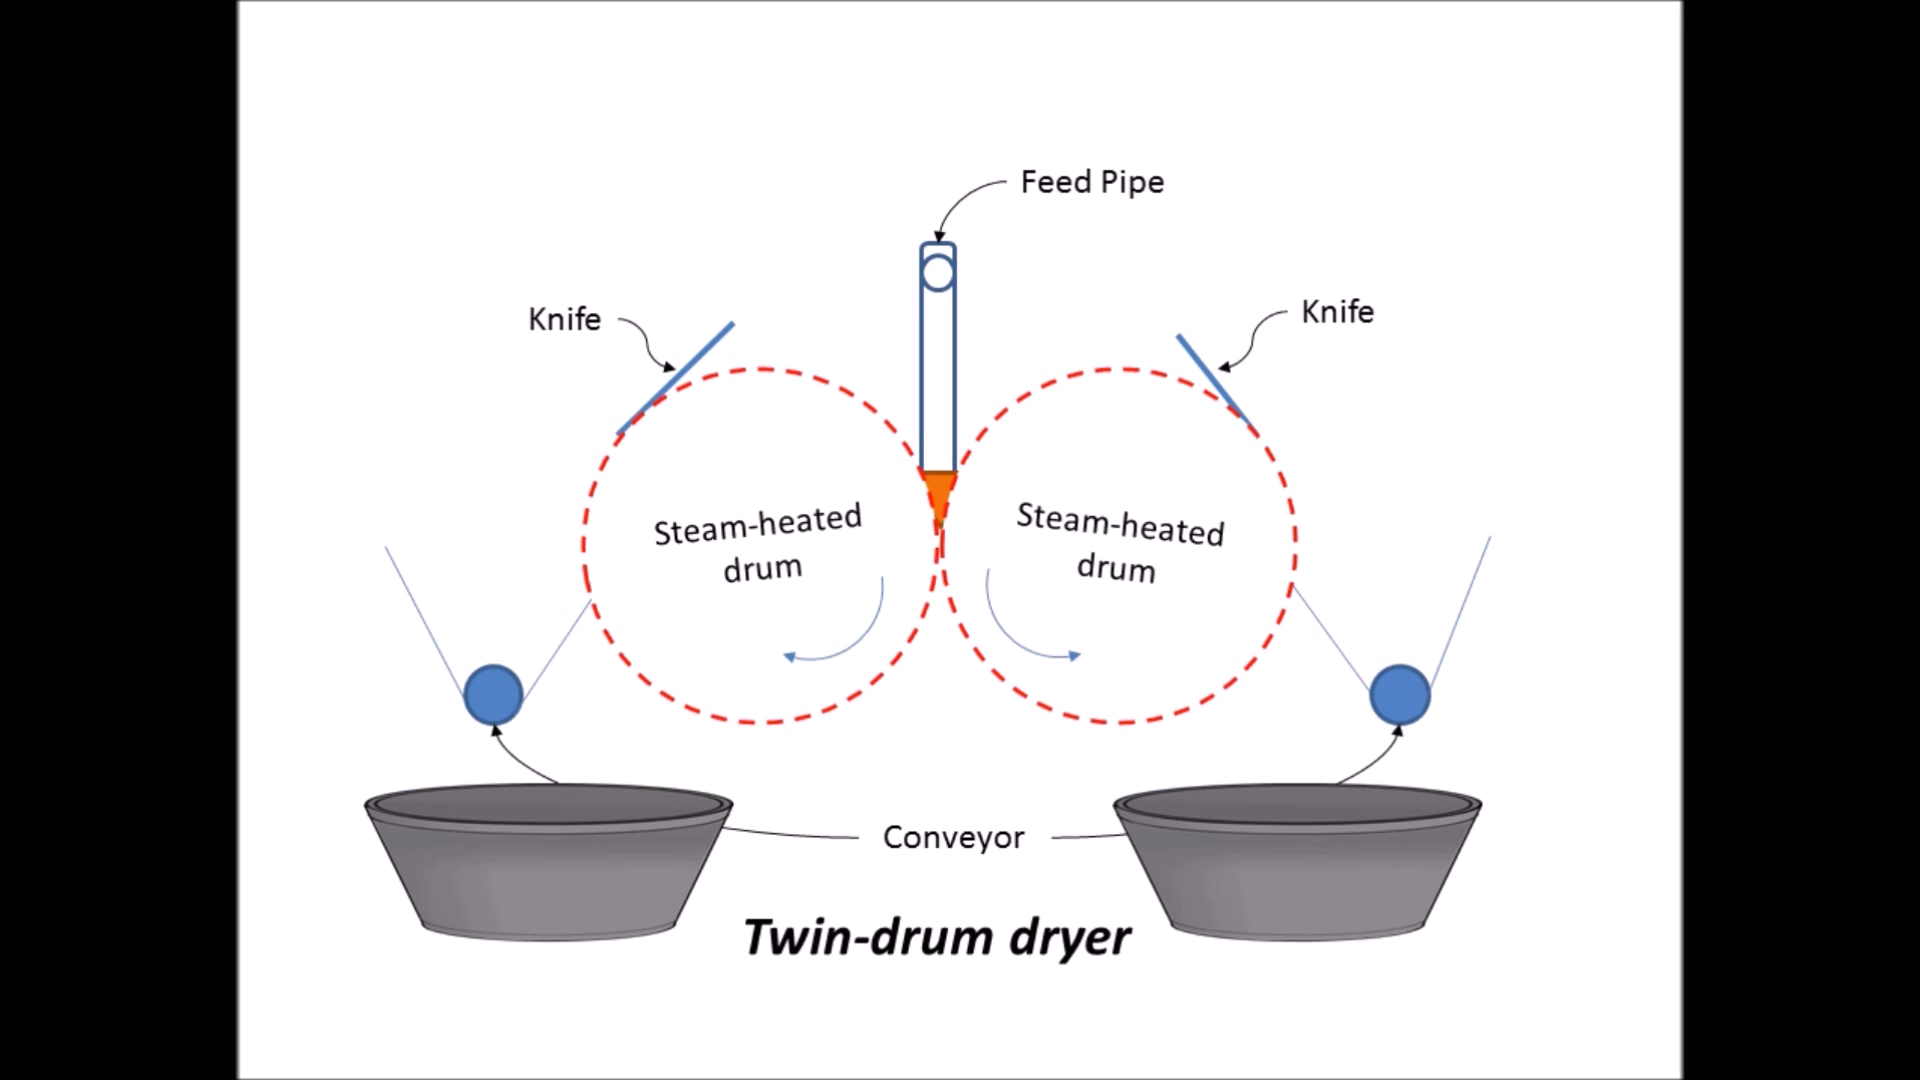 Feed Pipe
Knife
Knife
Steam-heated
drum
Steam-heated
drum
Conveyor
Twin-drum dryer